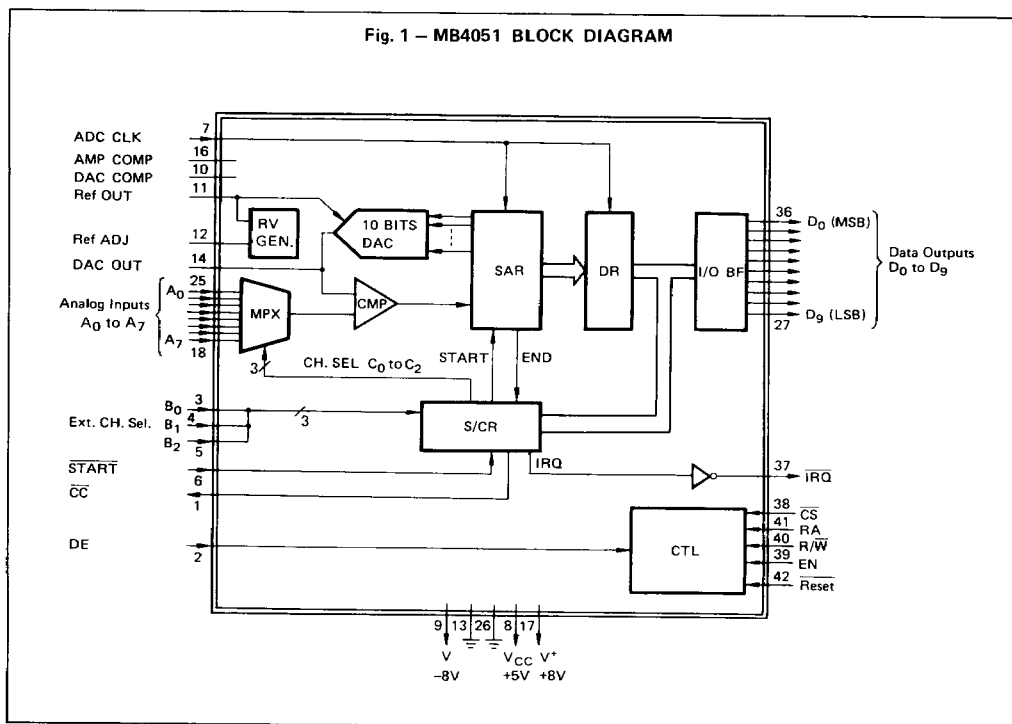 Fig. 1 – MB4051 BLOCK DIAGRAM
ADC CLK
7
AMP COMP
16
DAC COMP
10
Ref OUT
11
RV
GEN.
10 BITS
DAC
SAR
DR
I/O BF
36
D0 (MSB)
Data Outputs
D0 to D9
D9 (LSB)
27
Ref ADJ
12
DAC OUT
14
25
Analog Inputs
A0 to A7
A0
A7
18
MPX
CMP
3
CH. SEL C0 to C2
START
END
Ext. CH. Sel.
B0
3
B1
4
B2
5
3
S/CR
IRQ
37
I̅R̅Q̅
S̅T̅A̅R̅T̅
6
C̅C̅
1
DE
2
CTL
38
C̅S̅
41
RA
40
R/W̅
39
EN
42
R̅e̅s̅e̅t̅
9
13
26
8
17
V
-8V
VCC
+5V
V+
+8V